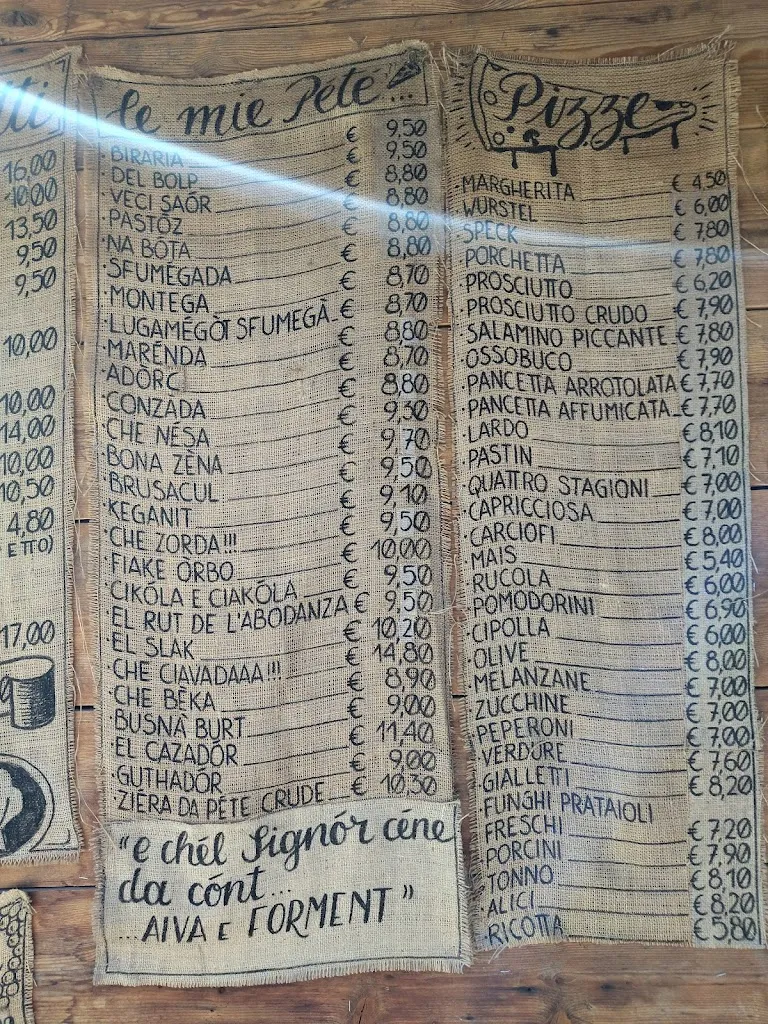 tti
16,00
10,00
13,50
9,50
9,50
10,00
10,00
14,00
10,00
10,50
4,80
ETTO)
17,00
le mie Pete...
·BIRARIA € 9,50
·DEL BOLP € 9,50
·VECI SAÓR € 8,80
·PASTÓZ € 8,80
·NA BÓTA € 8,80
·SFUMEGADA € 8,80
·MONTEGA € 8,70
·LUGAMÉGÒT SFUMEGÀ € 8,70
·MARÉNDA € 8,80
·ADÒRC € 8,70
·CONZADA € 8,80
·CHE NÉSA € 9,30
·BONA ZÈNA € 9,70
·BRUSACUL € 9,50
·KEGANIT € 9,10
·CHE ZORDA!!! € 9,50
·FIAKE ÒRBO € 10,00
·CIKÓLA E CIAKÓLA € 9,50
·EL RUT DE L'ABODANZA € 9,50
·EL SLAK € 10,20
·CHE CIAVADAAA!!! € 14,80
·CHE BÈKA € 8,90
·BUSNÀ BURT € 9,00
·EL CAZADÓR € 11,40
·GUTHADÓR € 9,00
·ZIÉRA DA PÉTE CRUDE € 10,30
"e chél Signór céne
da cónt...
...AIVA E FORMENT"
Pizze
·MARGHERITA € 4,50
·WURSTEL € 6,00
·SPECK € 7,80
·PORCHETTA € 7,80
·PROSCIUTTO € 6,20
·PROSCIUTTO CRUDO € 7,90
·SALAMINO PICCANTE € 7,80
·OSSOBUCO € 7,90
·PANCETTA ARROTOLATA € 7,70
·PANCETTA AFFUMICATA € 7,70
·LARDO € 8,10
·PASTIN € 7,10
·QUATTRO STAGIONI € 7,00
·CAPRICCIOSA € 7,00
·CARCIOFI € 8,00
·MAIS € 5,40
·RUCOLA € 6,00
·POMODORINI € 6,90
·CIPOLLA € 6,00
·OLIVE € 8,00
·MELANZANE € 7,00
·ZUCCHINE € 7,00
·PEPERONI € 7,00
·VERDURE € 7,60
·GIALLETTI € 8,20
·FUNGHI PRATAIOLI
FRESCHI € 7,20
·PORCINI € 7,90
·TONNO € 8,10
·ALICI € 8,20
·RICOTTA € 5,80